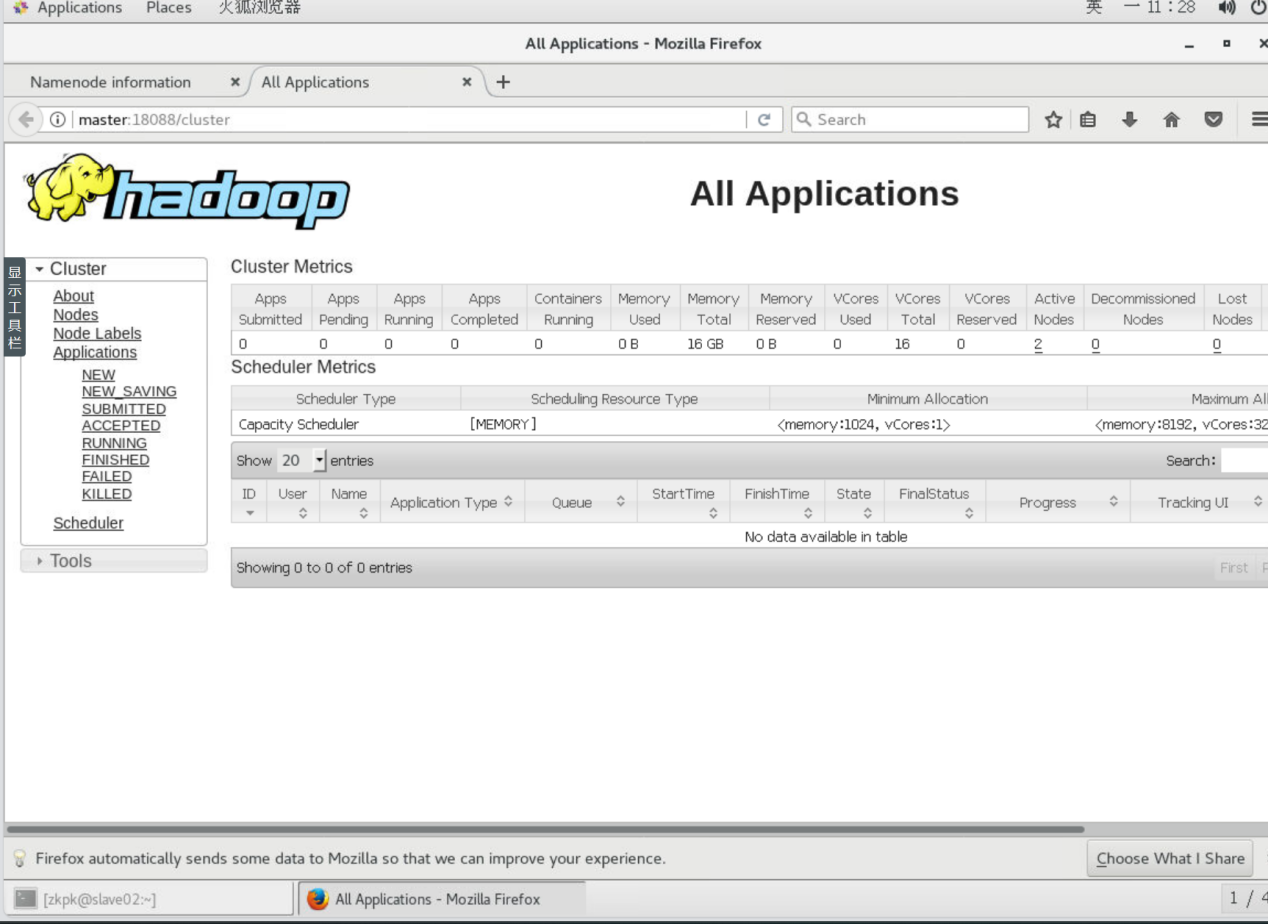 Applications Places 火狐浏览器 英 一 11:28
All Applications - Mozilla Firefox
Namenode information × All Applications × +
master:18088/cluster Search
hadoop
All Applications
显示工具栏
Cluster
About
Nodes
Node Labels
Applications
NEW
NEW_SAVING
SUBMITTED
ACCEPTED
RUNNING
FINISHED
FAILED
KILLED
Scheduler
Tools
Cluster Metrics
Apps Submitted Apps Pending Apps Running Apps Completed Containers Running Memory Used Memory Total Memory Reserved VCores Used VCores Total VCores Reserved Active Nodes Decommissioned Nodes Lost Nodes
0 0 0 0 0 0 B 16 GB 0 B 0 16 0 2 0 0
Scheduler Metrics
Scheduler Type Scheduling Resource Type Minimum Allocation Maximum All
Capacity Scheduler [MEMORY] <memory:1024, vCores:1> <memory:8192, vCores:32
Show 20 entries Search:
ID User Name Application Type Queue StartTime FinishTime State FinalStatus Progress Tracking UI
No data available in table
Showing 0 to 0 of 0 entries First
Firefox automatically sends some data to Mozilla so that we can improve your experience. Choose What I Share
[zkpk@slave02:~] All Applications - Mozilla Firefox 1 / 4